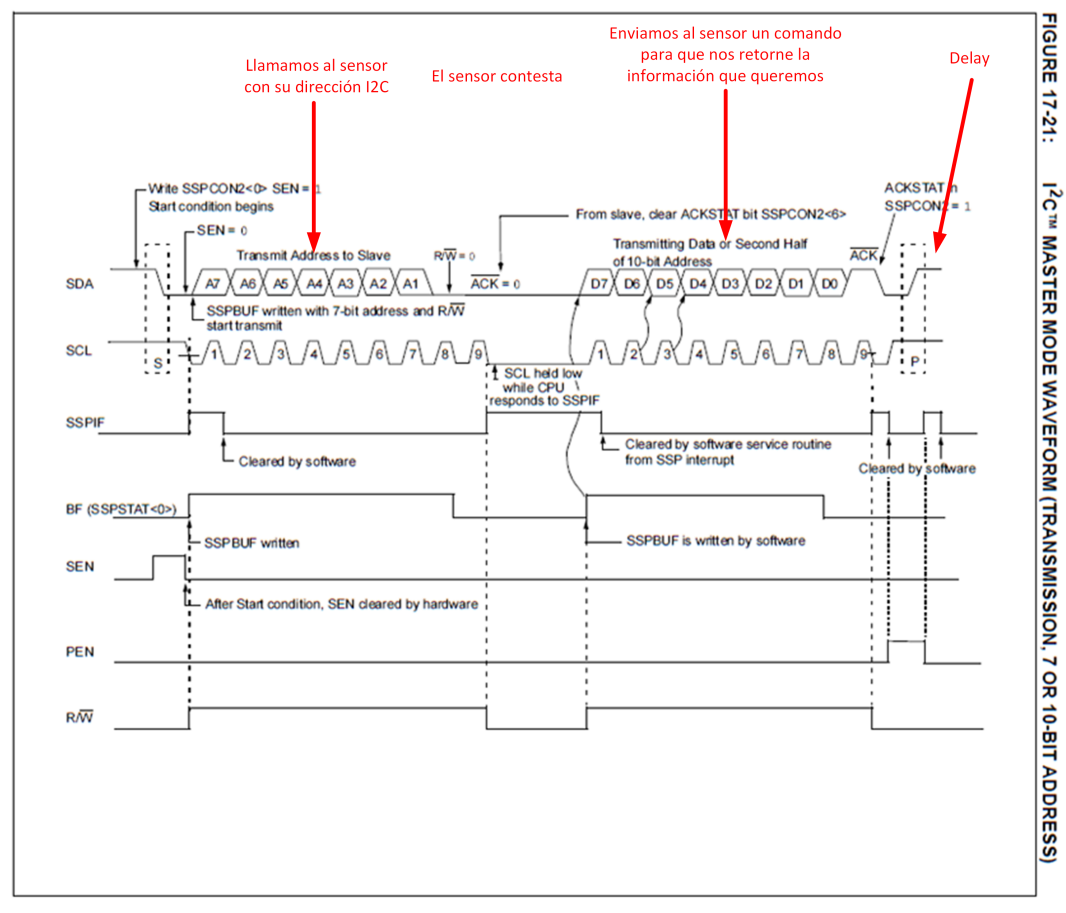 Enviamos al sensor un comando
para que nos retorne la
información que queremos
Llamamos al sensor
con su dirección I2C
El sensor contesta
Delay
FIGURE 17-21: I²C™ MASTER MODE WAVEFORM (TRANSMISSION, 7 OR 10-BIT ADDRESS)
Write SSPCON2<0> SEN = 1
Start condition begins
ACKSTAT in
SSPCON2 = 1
From slave, clear ACKSTAT bit SSPCON2<6>
SEN = 0
Transmit Address to Slave
R/W = 0
Transmitting Data or Second Half
of 10-bit Address
ACK
SDA
A7 A6 A5 A4 A3 A2 A1
ACK = 0
D7 D6 D5 D4 D3 D2 D1 D0
SSPBUF written with 7-bit address and R/W
start transmit
SCL
S
1 2 3 4 5 6 7 8 9
1 2 3 4 5 6 7 8 9
P
SCL held low
while CPU
responds to SSPIF
SSPIF
Cleared by software
Cleared by software service routine
from SSP interrupt
Cleared by software
BF (SSPSTAT<0>)
SSPBUF written
SSPBUF is written by software
SEN
After Start condition, SEN cleared by hardware
PEN
R/W